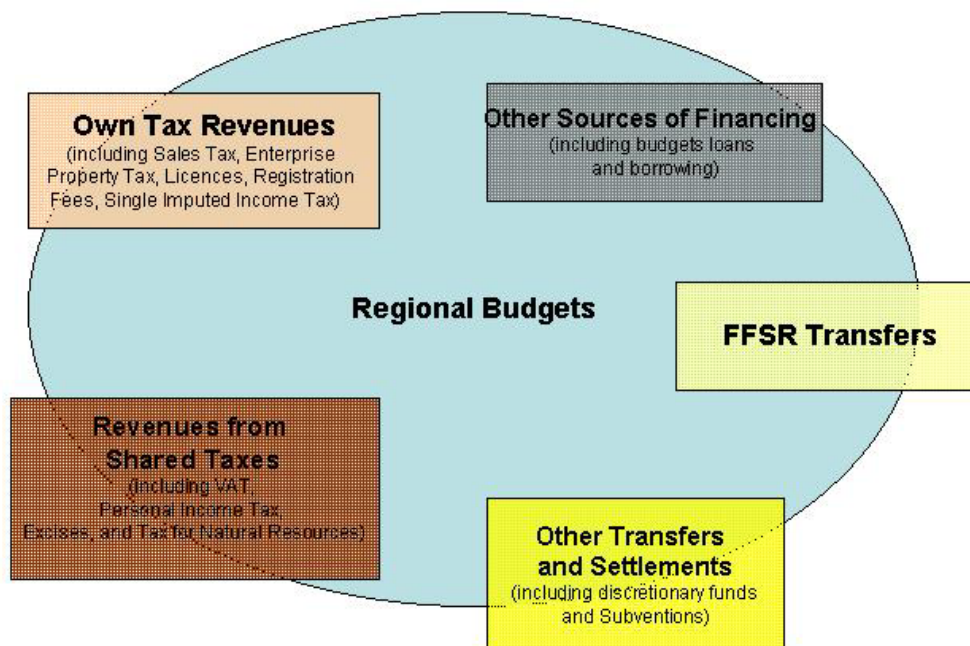 Own Tax Revenues
(including Sales Tax, Enterprise
Property Tax, Licences, Registration
Fees, Single Imputed Income Tax)
Other Sources of Financing
(including budgets loans
and borrowing)
Regional Budgets
FFSR Transfers
Revenues from
Shared Taxes
(including VAT,
Personal Income Tax,
Excises, and Tax for Natural Resources)
Other Transfers
and Settlements
(including discretionary funds
and Subventions)